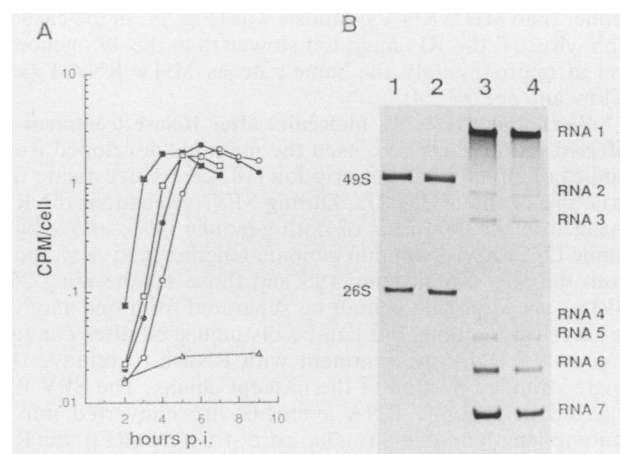 A
10
1
.1
.01
CPM/cell
0 2 4 6 8 10
hours p.i.
B
1 2 3 4
49S
26S
RNA 1
RNA 2
RNA 3
RNA 4
RNA 5
RNA 6
RNA 7